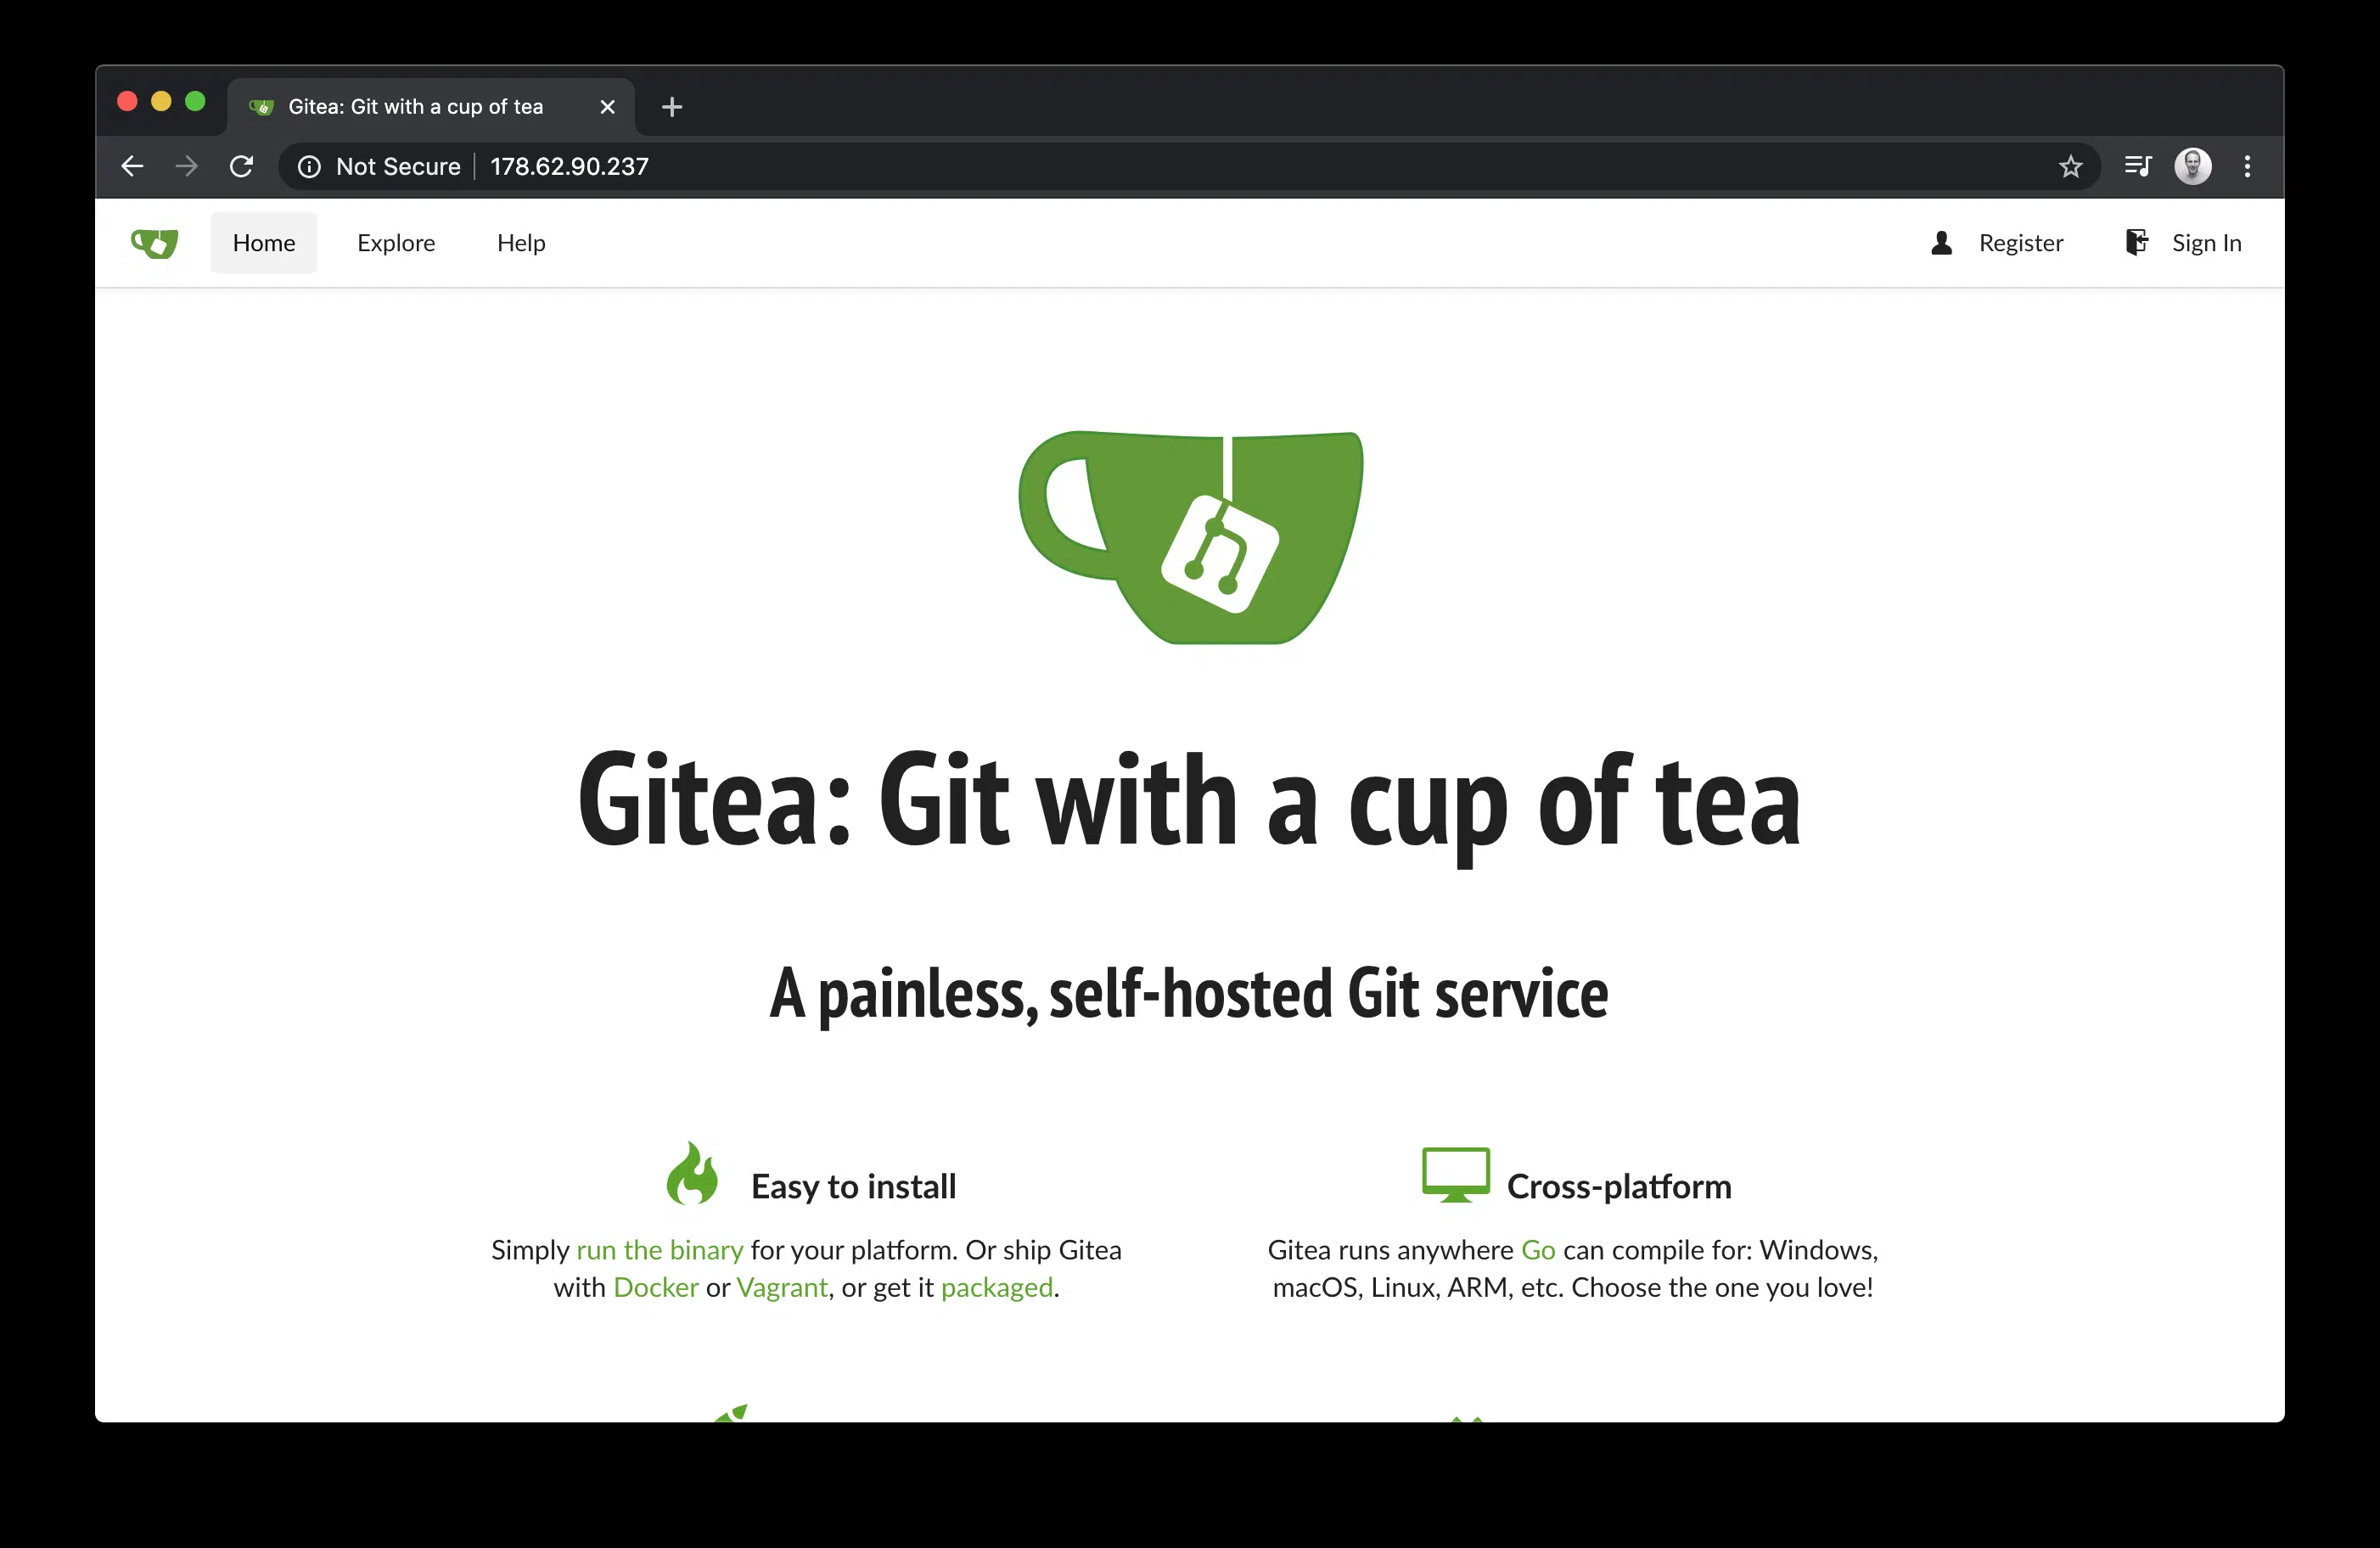 Gitea: Git with a cup of tea
Not Secure 178.62.90.237
Home Explore Help Register Sign In
Gitea: Git with a cup of tea
A painless, self-hosted Git service
Easy to install
Simply run the binary for your platform. Or ship Gitea
with Docker or Vagrant, or get it packaged.
Cross-platform
Gitea runs anywhere Go can compile for: Windows,
macOS, Linux, ARM, etc. Choose the one you love!